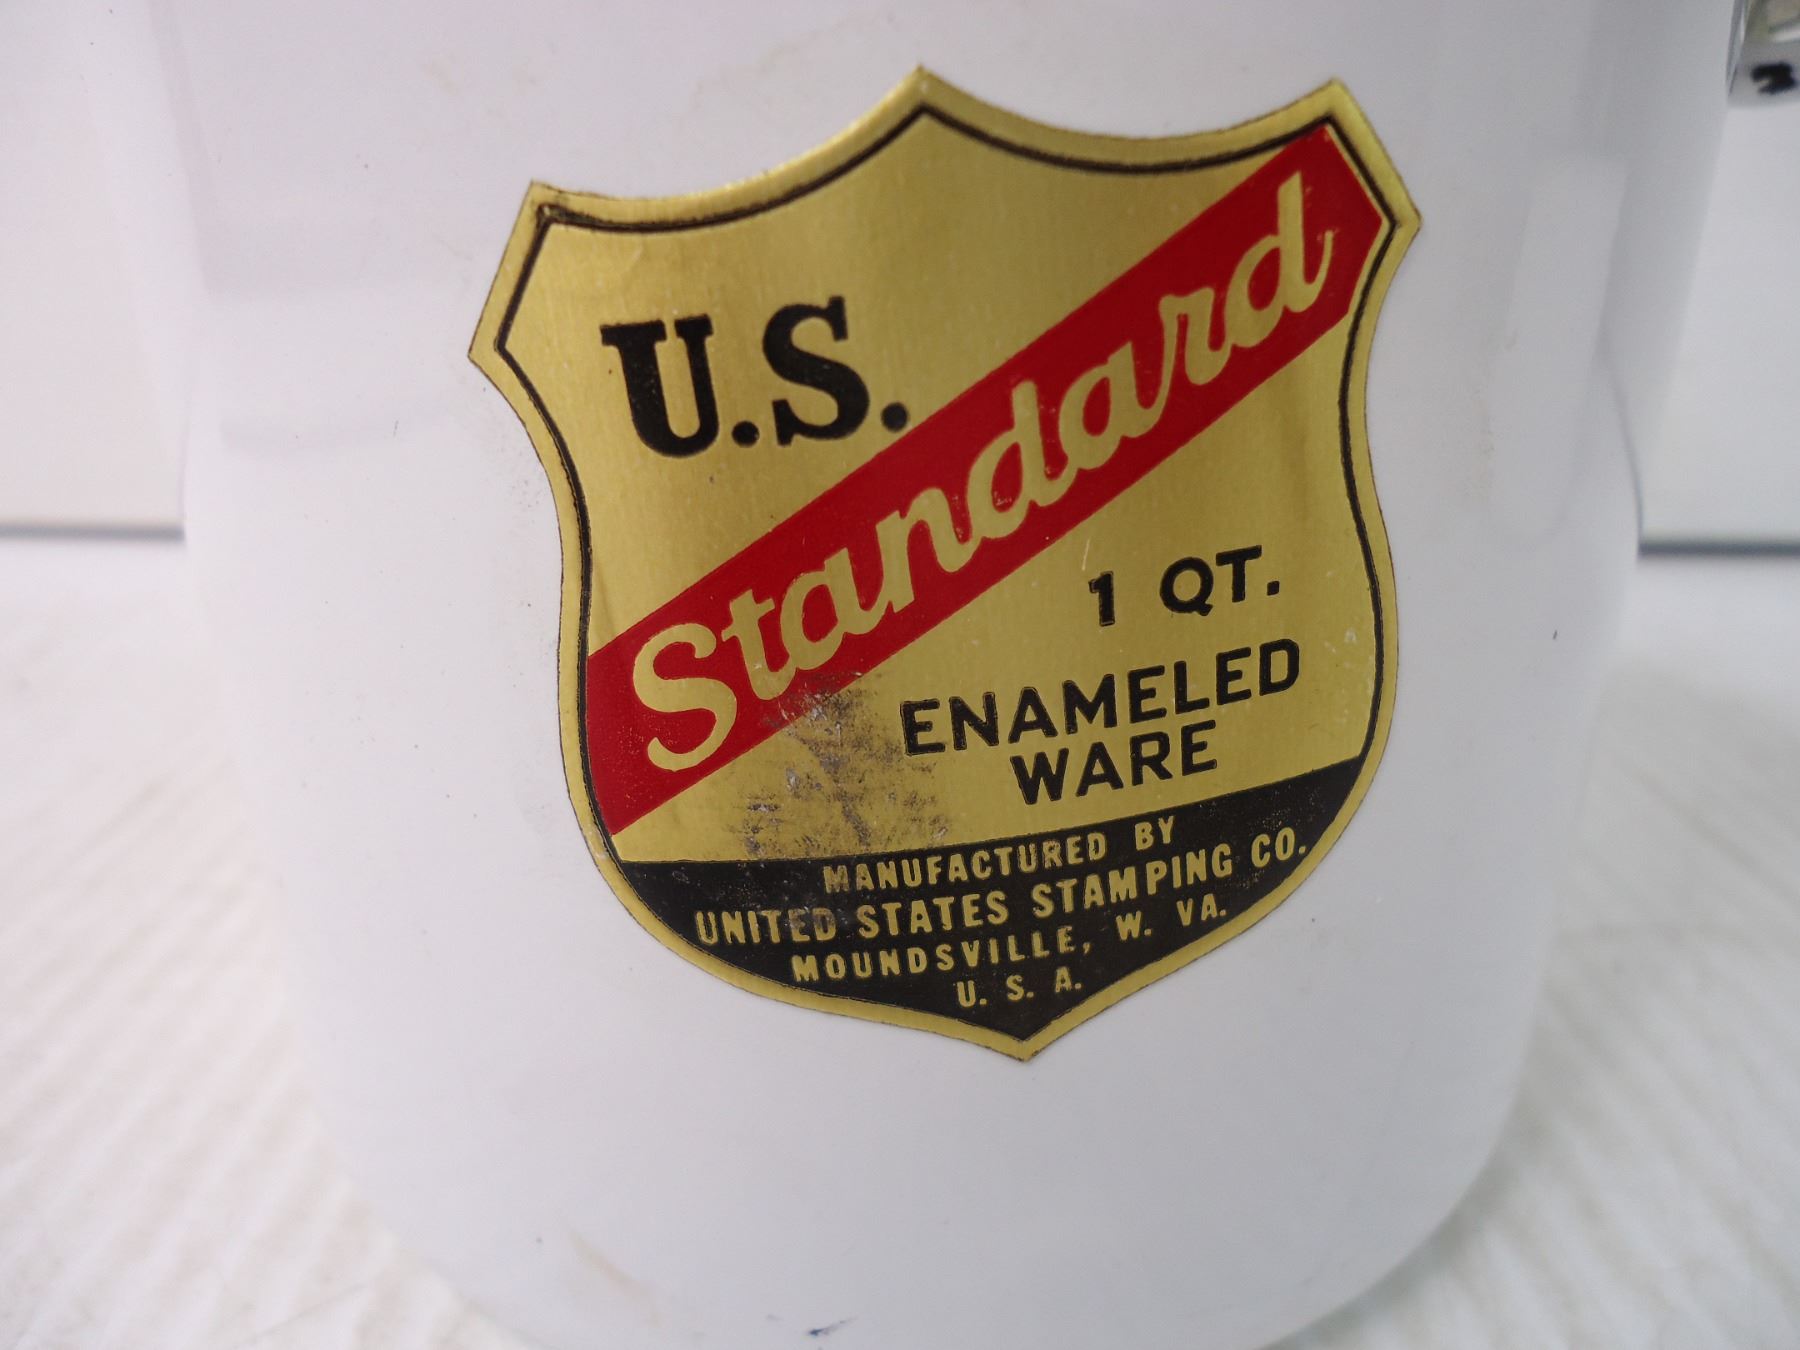 U.S.
Standard
1 QT.
ENAMELED
WARE
MANUFACTURED BY
UNITED STATES STAMPING CO.
MOUNDSVILLE, W. VA.
U. S. A.